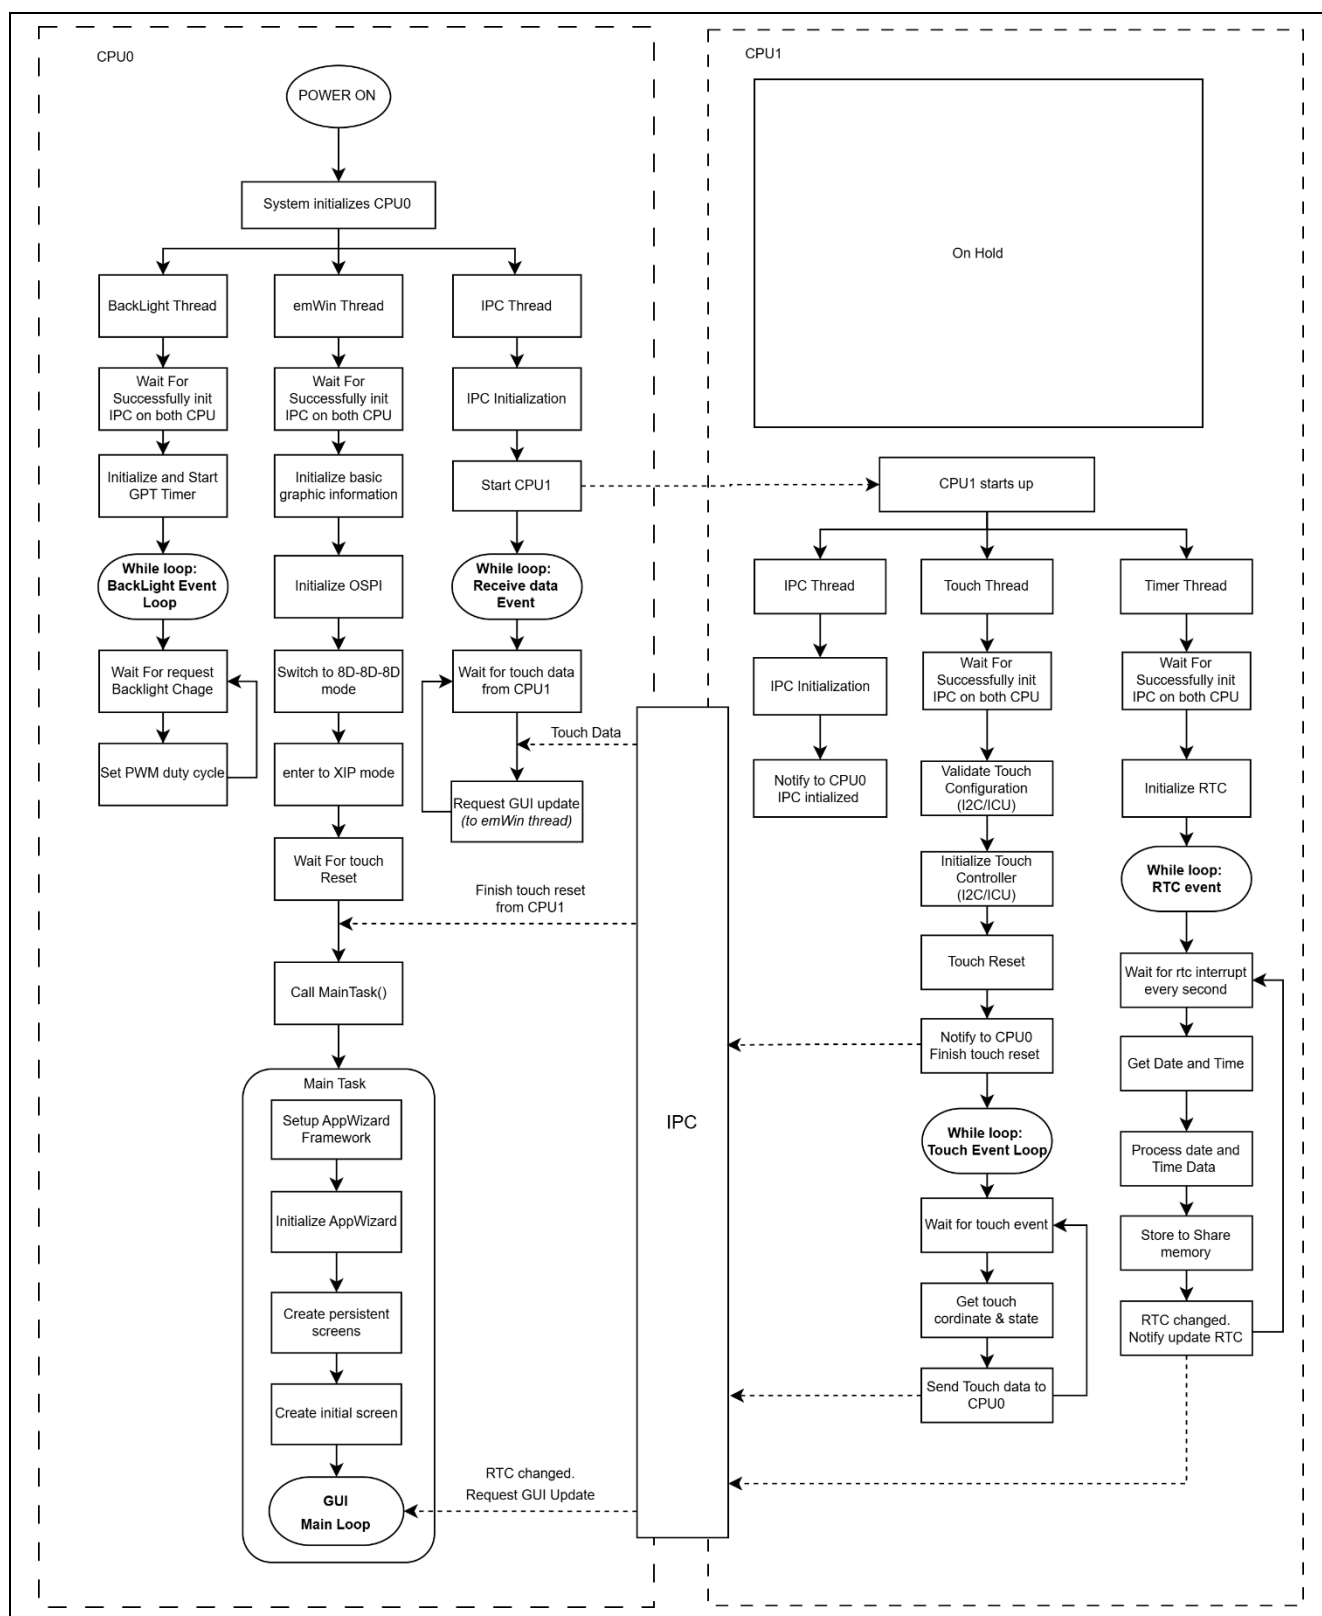 CPU0
POWER ON
System initializes CPU0
BackLight Thread
Wait For
Successfully init
IPC on both CPU
Initialize and Start
GPT Timer
While loop:
BackLight Event
Loop
Wait For request
Backlight Chage
Set PWM duty cycle
emWin Thread
Wait For
Successfully init
IPC on both CPU
Initialize basic
graphic information
Initialize OSPI
Switch to 8D-8D-8D
mode
enter to XIP mode
Wait For touch
Reset
Call MainTask()
Main Task
Setup AppWizard
Framework
Initialize AppWizard
Create persistent
screens
Create initial screen
GUI
Main Loop
IPC Thread
IPC Initialization
Start CPU1
While loop:
Receive data
Event
Wait for touch data
from CPU1
Touch Data
Request GUI update
(to emWin thread)
Finish touch reset
from CPU1
RTC changed.
Request GUI Update
IPC
CPU1
On Hold
CPU1 starts up
IPC Thread
IPC Initialization
Notify to CPU0
IPC intialized
Touch Thread
Wait For
Successfully init
IPC on both CPU
Validate Touch
Configuration
(I2C/ICU)
Initialize Touch
Controller
(I2C/ICU)
Touch Reset
Notify to CPU0
Finish touch reset
While loop:
Touch Event Loop
Wait for touch event
Get touch
cordinate & state
Send Touch data to
CPU0
Timer Thread
Wait For
Successfully init
IPC on both CPU
Initialize RTC
While loop:
RTC event
Wait for rtc interrupt
every second
Get Date and Time
Process date and
Time Data
Store to Share
memory
RTC changed.
Notify update RTC